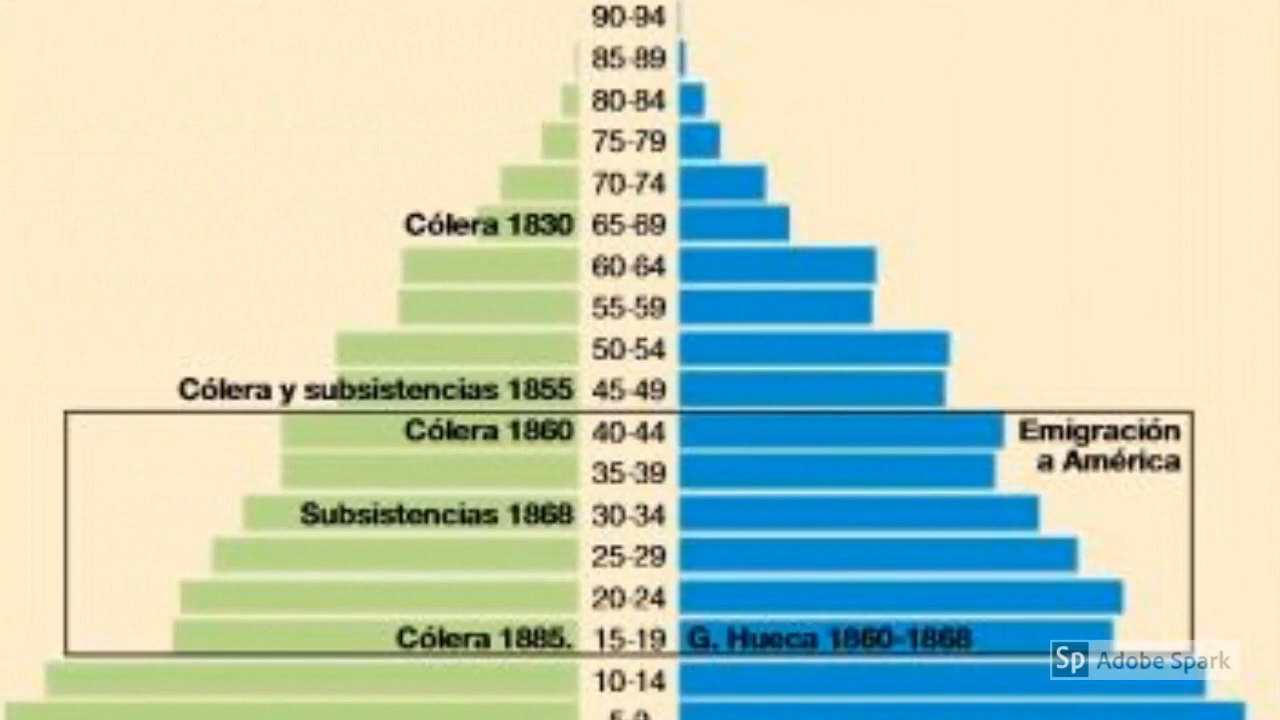 90-94
85-89
80-84
75-79
70-74
Cólera 1830 65-69
60-64
55-59
50-54
Cólera y subsistencias 1855 45-49
Cólera 1860 40-44 Emigración
a América
35-39
Subsistencias 1868 30-34
25-29
20-24
Cólera 1885. 15-19 G. Hueca 1860-1868
Sp Adobe Spark
10-14